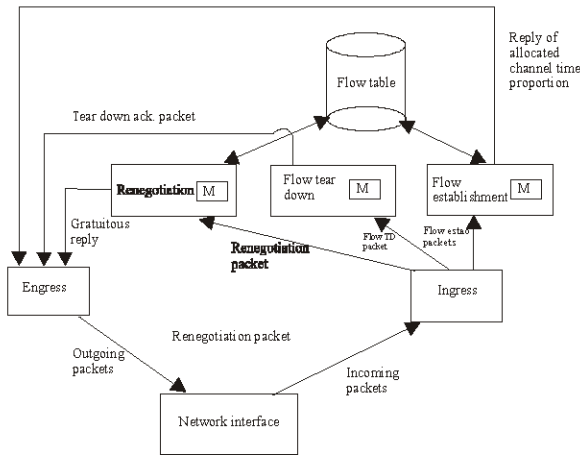 Reply of
allocated
channel time
proportion
Flow table
Tear down ack. packet
Renegotiation M
Flow tear
down
M
Flow
establishment
M
Gratuitous
reply
Renegotiation
packet
Flow TD
packet
Flow estab
packets
Engress
Ingress
Renegotiation packet
Outgoing
packets
Incoming
packets
Network interface